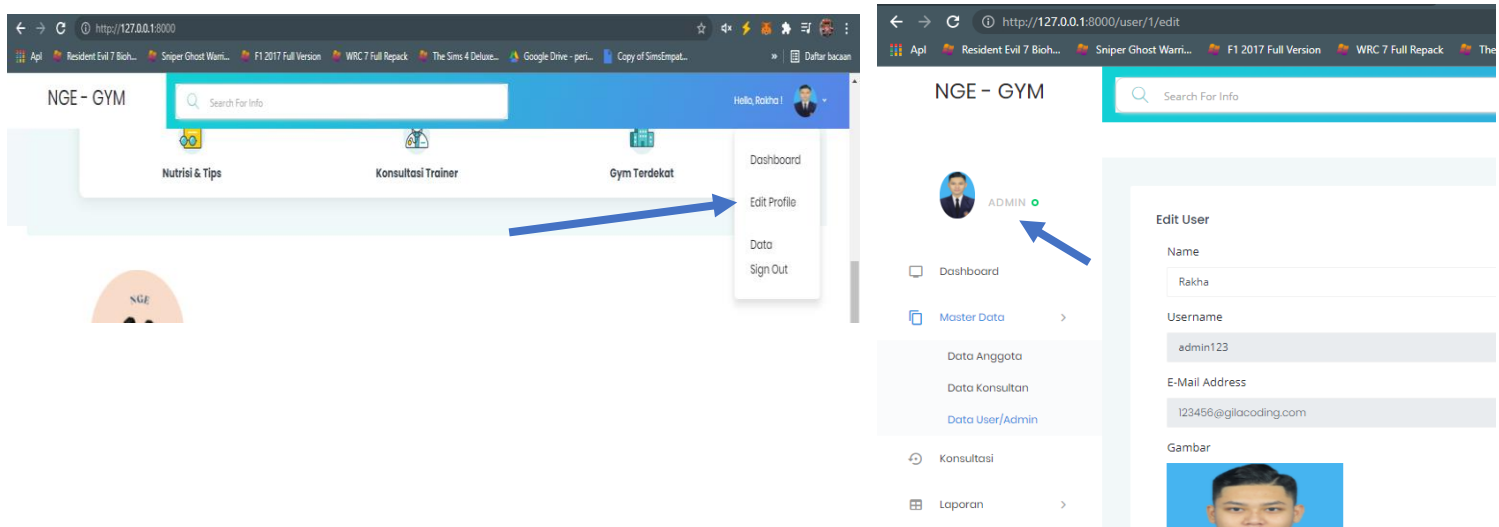 http://127.0.0.1:8000
Apl Resident Evil 7 Bioh... Sniper Ghost Warri... F1 2017 Full Version WRC 7 Full Repack The Sims 4 Deluxe... Google Drive - peri... Copy of SimsEmpat... » Daftar bacaan
NGE - GYM
Search For Info
Hello, Rakha !
Nutrisi & Tips
Konsultasi Trainer
Gym Terdekat
Dashboard
Edit Profile
Data
Sign Out
NGE
http://127.0.0.1:8000/user/1/edit
Apl Resident Evil 7 Bioh... Sniper Ghost Warri... F1 2017 Full Version WRC 7 Full Repack The
NGE - GYM
Search For Info
ADMIN
Dashboard
Master Data
Data Anggota
Data Konsultan
Data User/Admin
Konsultasi
Laporan
Edit User
Name
Rakha
Username
admin123
E-Mail Address
123456@gilacoding.com
Gambar